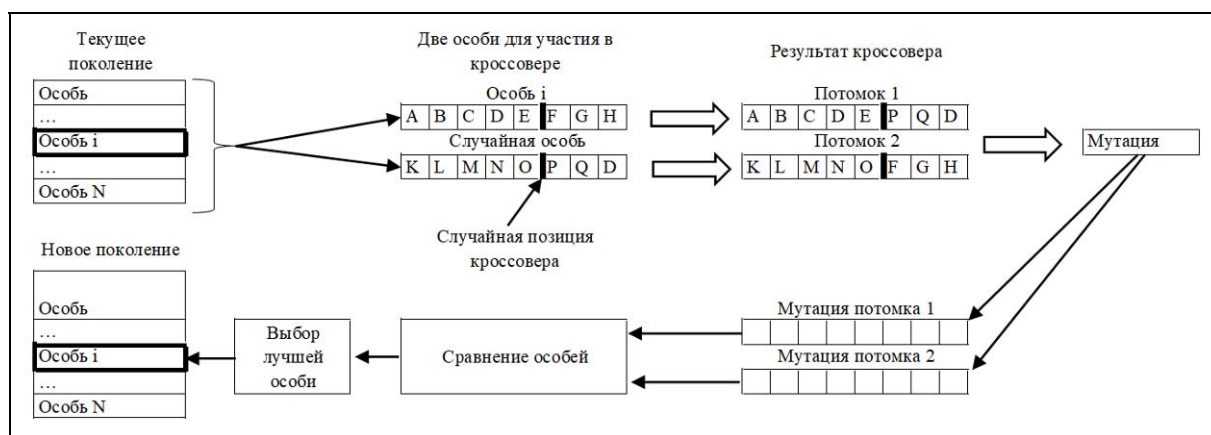 Текущее
поколение
Особь
...
Особь i
...
Особь N
Две особи для участия в
кроссовере
Особь i
A B C D E F G H
Случайная особь
K L M N O P Q D
Случайная позиция
кроссовера
Результат кроссовера
Потомок 1
A B C D E P Q D
Потомок 2
K L M N O F G H
Мутация
Новое поколение
Особь
...
Особь i
...
Особь N
Выбор
лучшей
особи
Сравнение особей
Мутация потомка 1
Мутация потомка 2